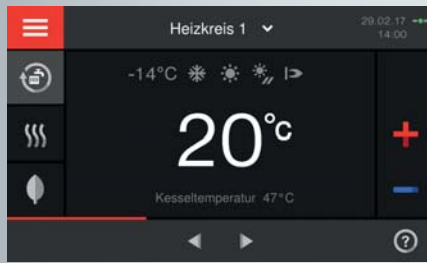 Heizkreis 1
29.02.17
14:00
-14°C
20°C
Kesseltemperatur 47°C
?